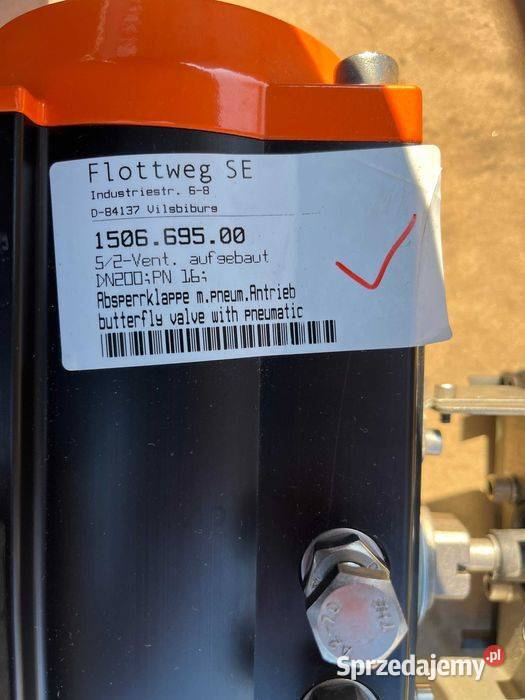 Flottweg SE
Industriestr. 6-8
D-84137 Vilsbiburg
1506.695.00
5/2-Vent. aufgebaut
DN200;PN 16;
Absperrklappe m.pneum.Antrieb
butterfly valve with pneumatic
THE
A4-70
Sprzedajemy.pl